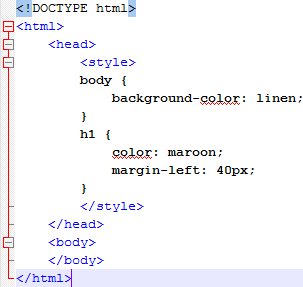 <!DOCTYPE html>
<html>
    <head>
        <style>
        body {
            background-color: linen;
        }
        h1 {
            color: maroon;
            margin-left: 40px;
        }
        </style>
    </head>
    <body>
    </body>
</html>